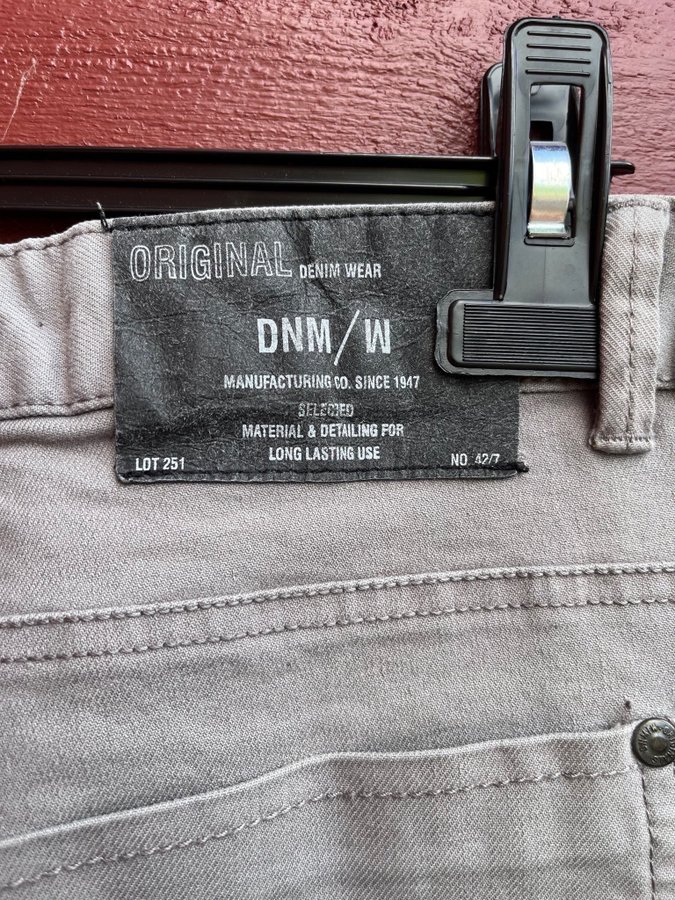 ORIGINAL DENIM WEAR
DNM/W
MANUFACTURING CO. SINCE 1947
SELECTED
MATERIAL & DETAILING FOR
LONG LASTING USE
LOT 251
NO. 42/7